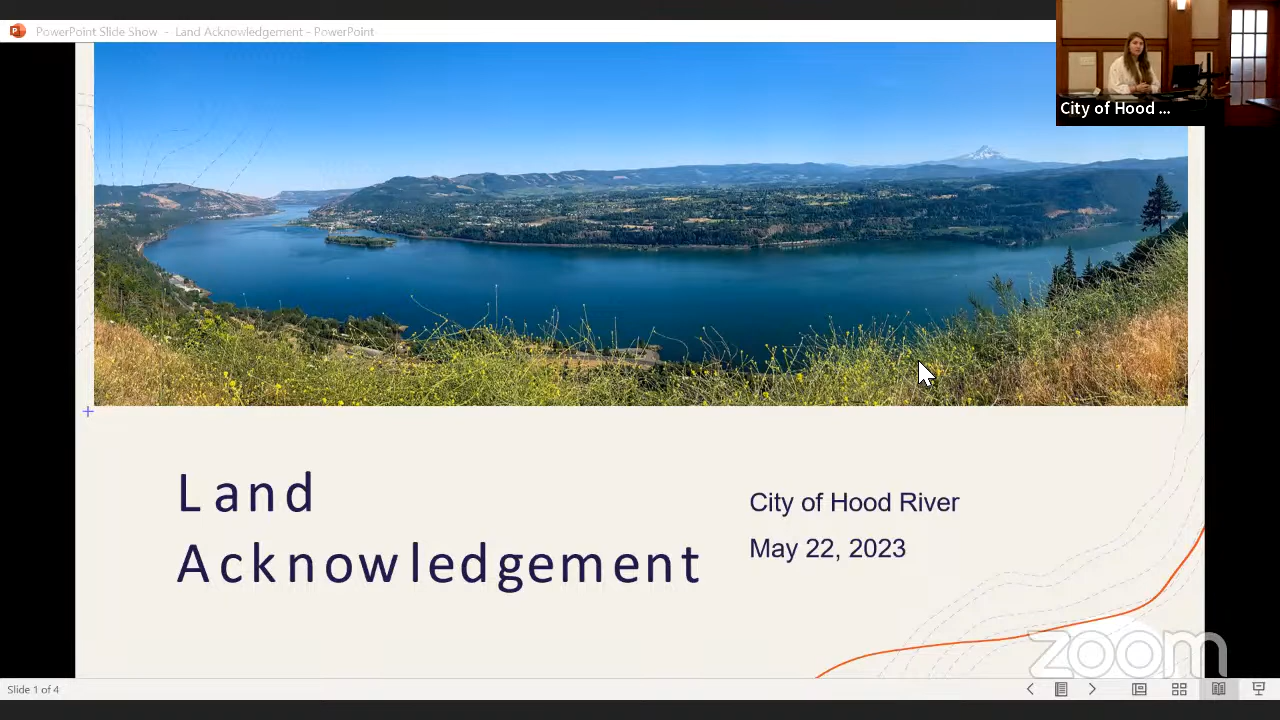 PowerPoint Slide Show - Land Acknowledgement - PowerPoint
City of Hood ...
Land
Acknowledgement
City of Hood River
May 22, 2023
zoom
Slide 1 of 4